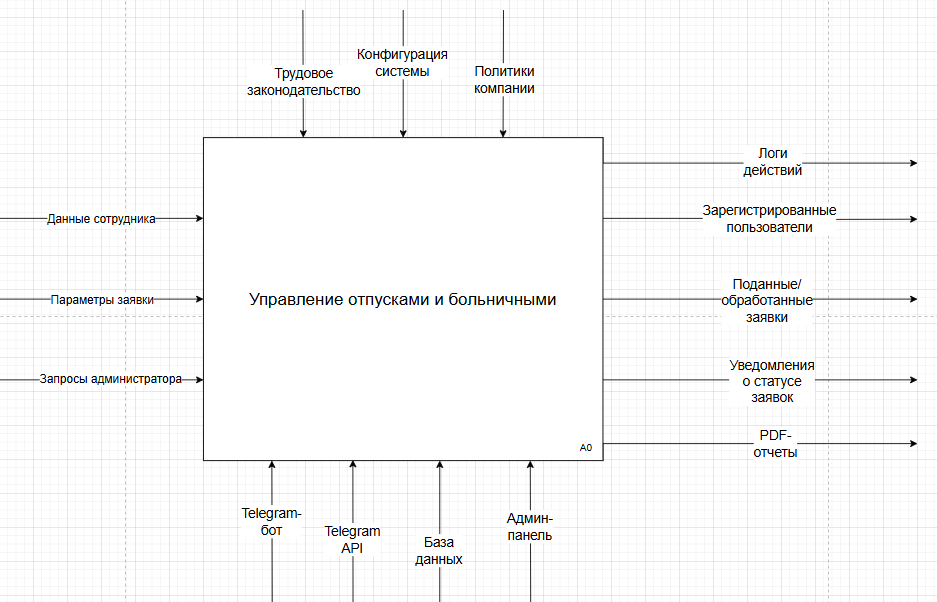 Трудовое
законодательство
Конфигурация
системы
Политики
компании
Данные сотрудника
Параметры заявки
Запросы администратора
Управление отпусками и больничными
A0
Логи
действий
Зарегистрированные
пользователи
Поданные/
обработанные
заявки
Уведомления
о статусе
заявок
PDF-
отчеты
Telegram-
бот
Telegram
API
База
данных
Админ-
панель